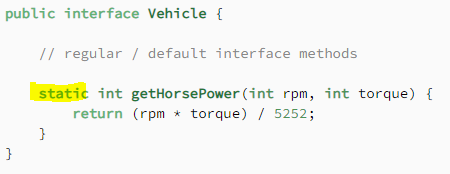 public interface Vehicle {
// regular / default interface methods
static int getHorsePower(int rpm, int torque) {
return (rpm * torque) / 5252;
}
}